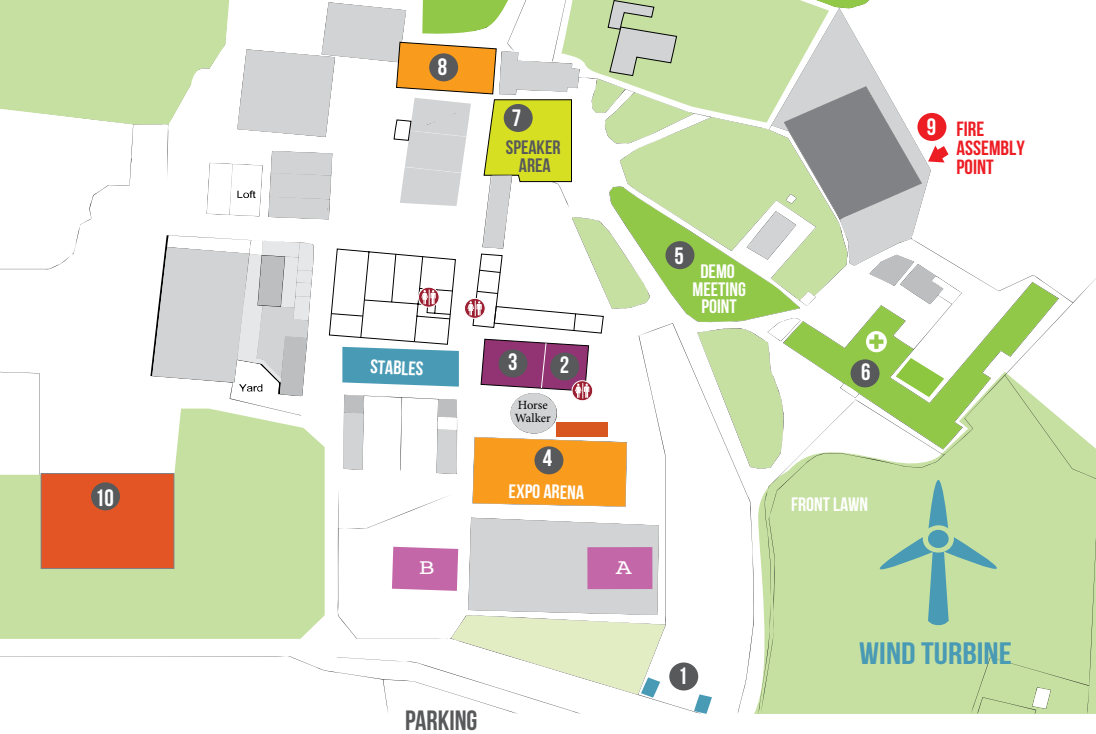 8
7
SPEAKER
AREA
9
FIRE
ASSEMBLY
POINT
Loft
5
DEMO
MEETING
POINT
STABLES
3
2
6
Yard
Horse
Walker
4
EXPO ARENA
10
FRONT LAWN
B
A
WIND TURBINE
1
PARKING